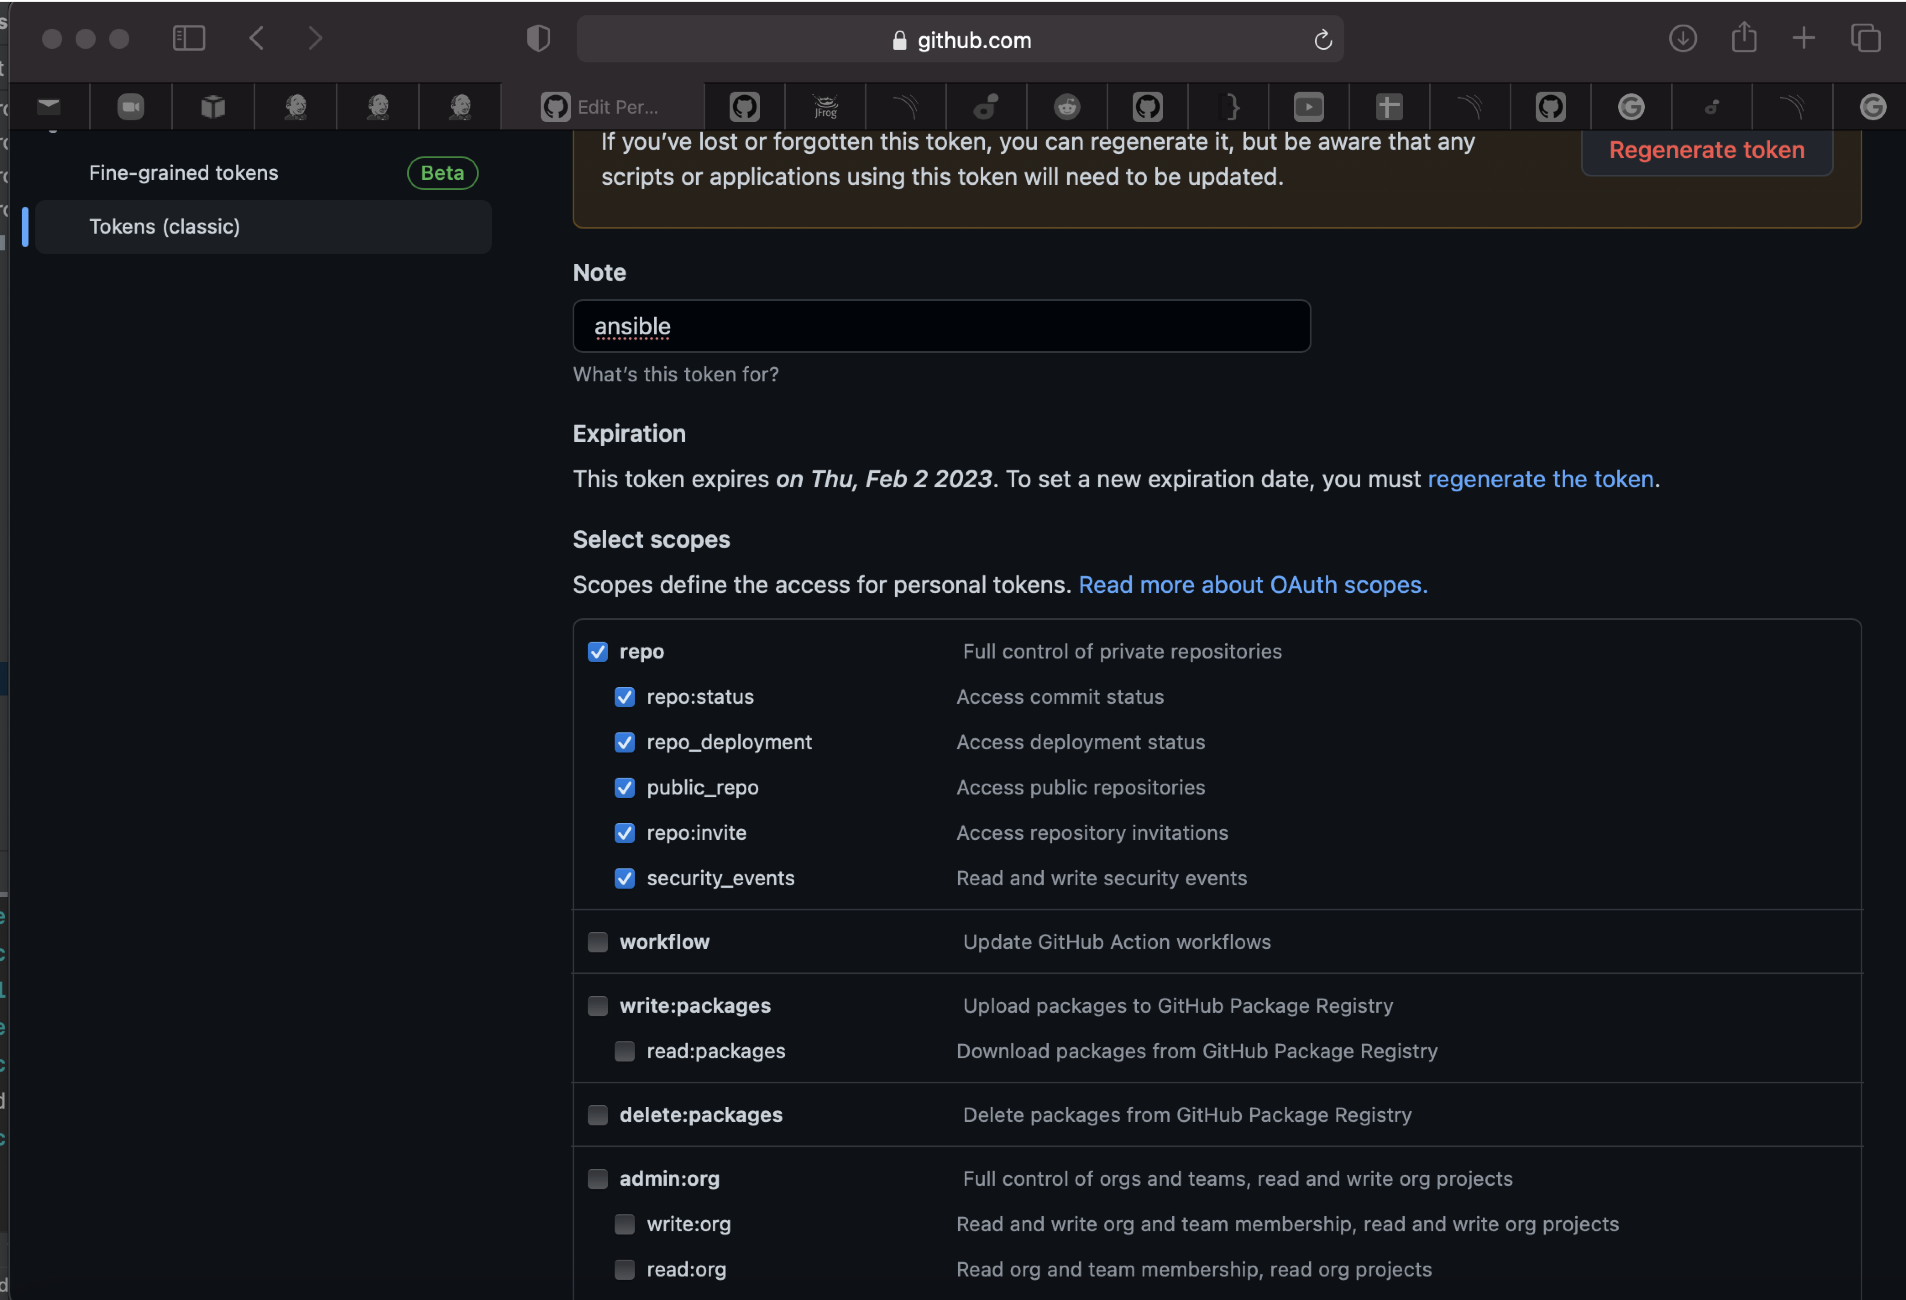 github.com
Edit Per...
JFrog
Fine-grained tokens
Beta
Tokens (classic)
If you've lost or forgotten this token, you can regenerate it, but be aware that any
scripts or applications using this token will need to be updated.
Regenerate token
Note
ansible
What's this token for?
Expiration
This token expires on Thu, Feb 2 2023. To set a new expiration date, you must regenerate the token.
Select scopes
Scopes define the access for personal tokens. Read more about OAuth scopes.
repo Full control of private repositories
repo:status Access commit status
repo_deployment Access deployment status
public_repo Access public repositories
repo:invite Access repository invitations
security_events Read and write security events
workflow Update GitHub Action workflows
write:packages Upload packages to GitHub Package Registry
read:packages Download packages from GitHub Package Registry
delete:packages Delete packages from GitHub Package Registry
admin:org Full control of orgs and teams, read and write org projects
write:org Read and write org and team membership, read and write org projects
read:org Read org and team membership, read org projects